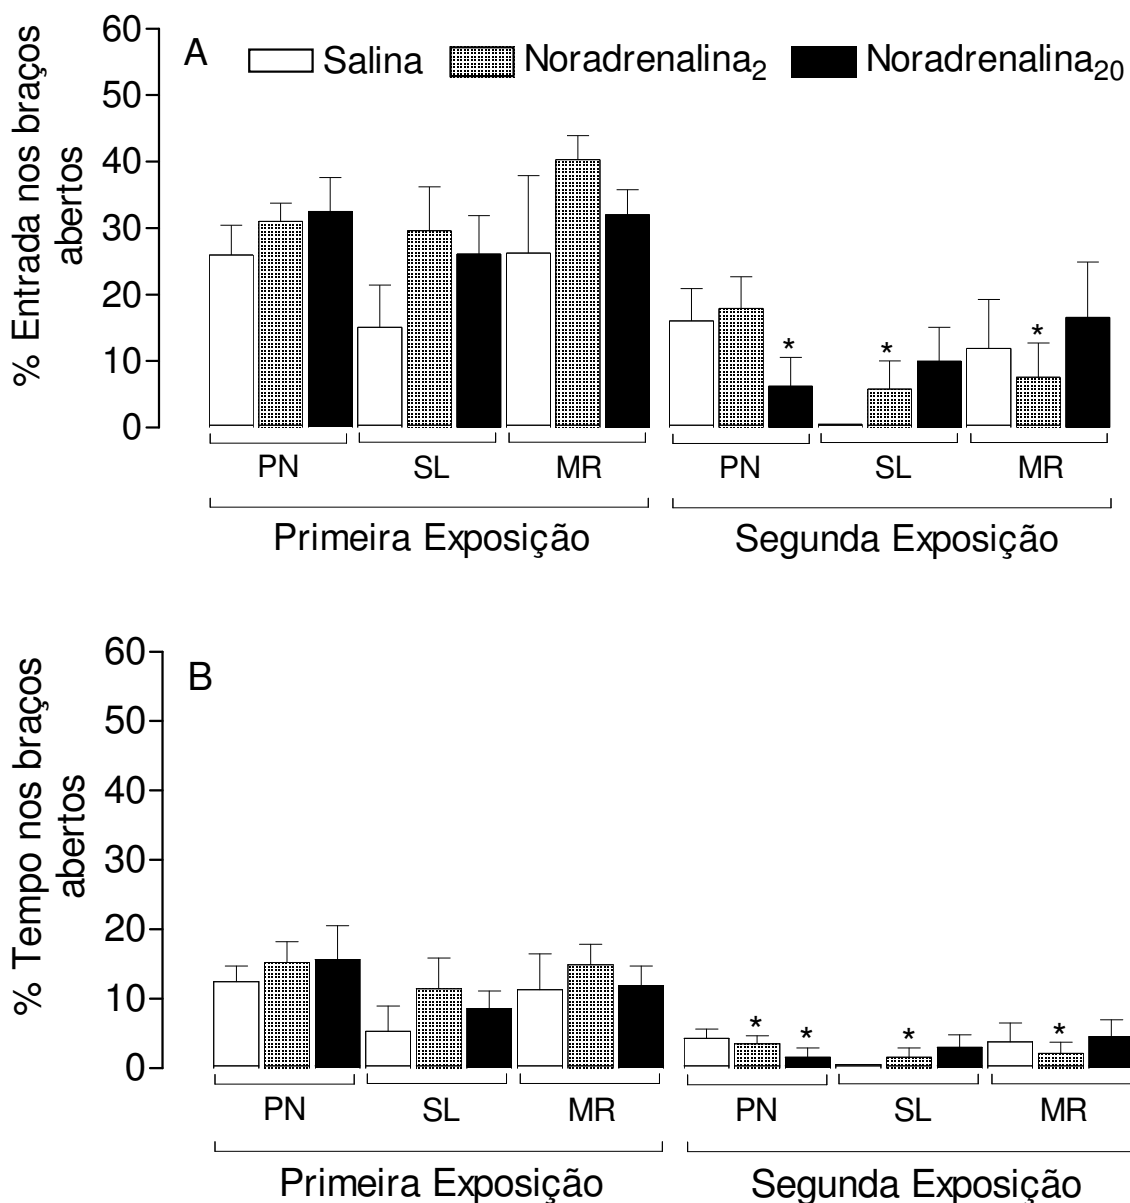 A Salina Noradrenalina2 Noradrenalina20
% Entrada nos braços
abertos
60
50
40
30
20
10
0
* * *
PN SL MR PN SL MR
Primeira Exposição Segunda Exposição
B
% Tempo nos braços
abertos
60
50
40
30
20
10
0
* * * *
PN SL MR PN SL MR
Primeira Exposição Segunda Exposição